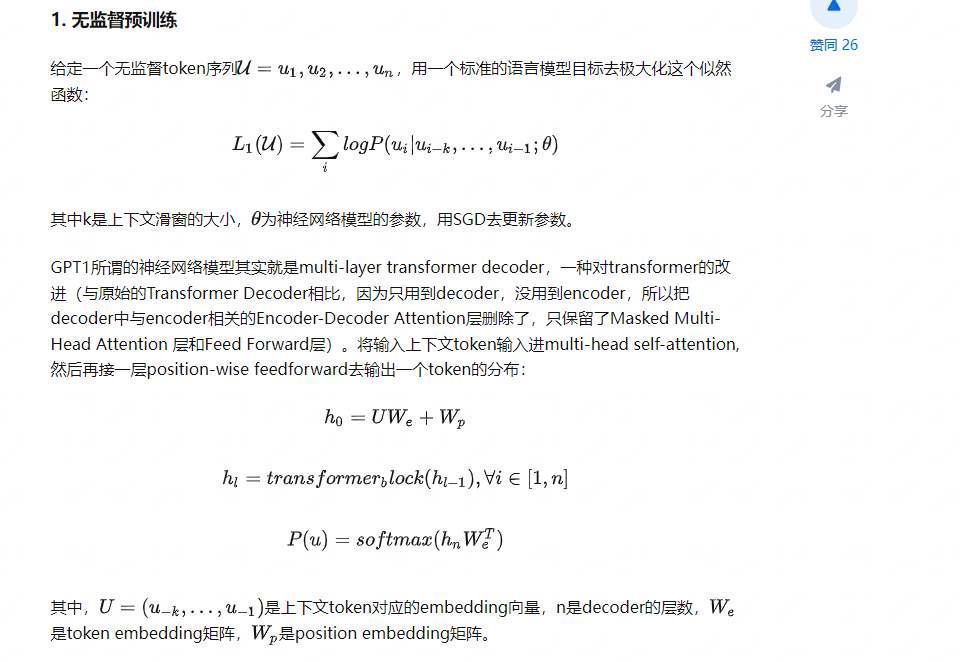 1. 无监督预训练
赞同 26
给定一个无监督token序列𝒰 = u₁, u₂, . . . , uₙ，用一个标准的语言模型目标去极大化这个似然
函数：
分享
L₁(𝒰) = ∑ᵢ logP(uᵢ|uᵢ₋ₖ, . . . , uᵢ₋₁; θ)
其中k是上下文滑窗的大小，θ为神经网络模型的参数，用SGD去更新参数。
GPT1所谓的神经网络模型其实就是multi-layer transformer decoder，一种对transformer的改
进（与原始的Transformer Decoder相比，因为只用到decoder，没用到encoder，所以把
decoder中与encoder相关的Encoder-Decoder Attention层删除了，只保留了Masked Multi-
Head Attention 层和Feed Forward层）。将输入上下文token输入进multi-head self-attention,
然后再接一层position-wise feedforward去输出一个token的分布：
h₀ = UW_e + W_p
h_l = transformer_block(h_{l−1}), ∀i ∈ [1, n]
P(u) = softmax(h_n W_e^T)
其中，U = (u₋ₖ, . . . , u₋₁)是上下文token对应的embedding向量，n是decoder的层数，W_e
是token embedding矩阵，W_p是position embedding矩阵。